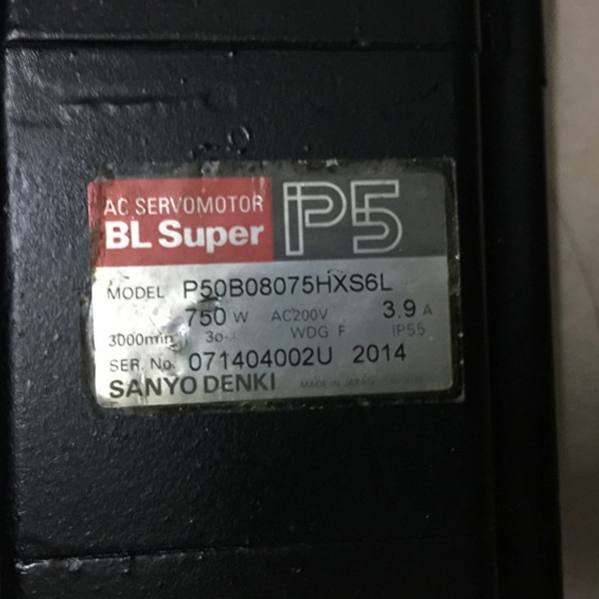 AC SERVOMOTOR
BL Super P5
MODEL P50B08075HXS6L
750 W AC200V 3.9 A
3000min WDG F IP55
SER. No. 071404002U 2014
SANYO DENKI MADE IN JAPAN